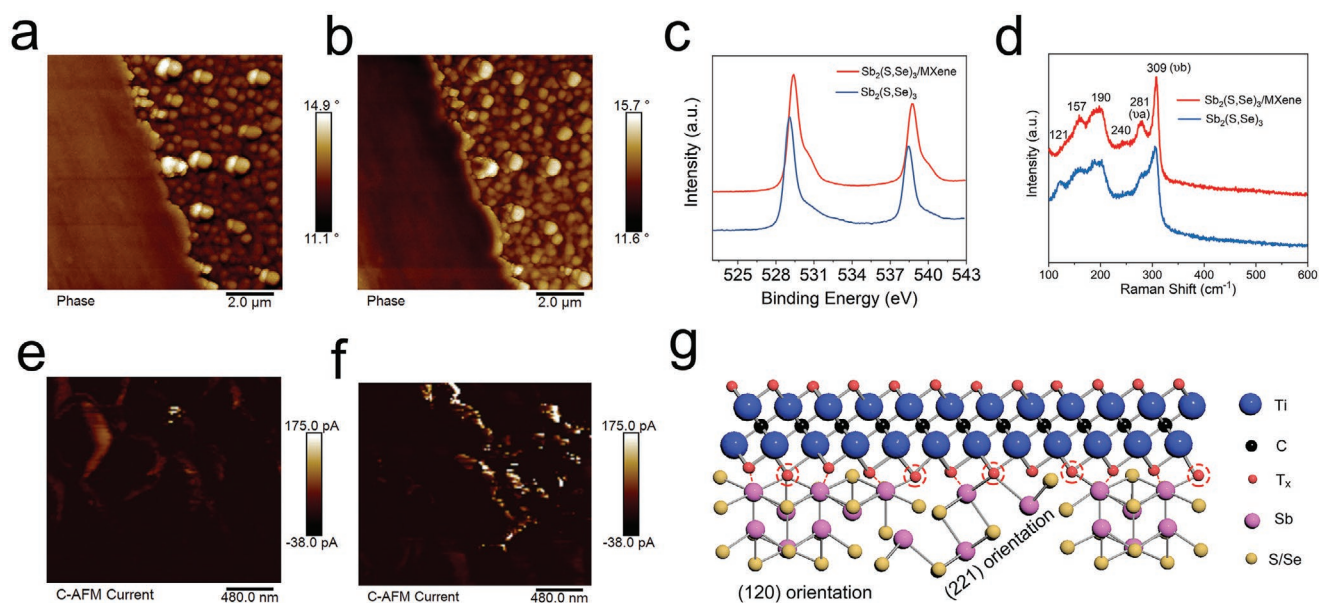 a
14.9 °
11.1 °
Phase
2.0 µm
b
15.7 °
11.6 °
Phase
2.0 µm
c
Intensity (a.u.)
Sb₂(S,Se)₃/MXene
Sb₂(S,Se)₃
525 528 531 534 537 540 543
Binding Energy (eV)
d
Intensity (a.u.)
309 (υb)
281
(υa)
190
157
121
240
Sb₂(S,Se)₃/MXene
Sb₂(S,Se)₃
100 200 300 400 500 600
Raman Shift (cm⁻¹)
e
175.0 pA
-38.0 pA
C-AFM Current
480.0 nm
f
175.0 pA
-38.0 pA
C-AFM Current
480.0 nm
g
(120) orientation
(221) orientation
Ti
C
Tₓ
Sb
S/Se